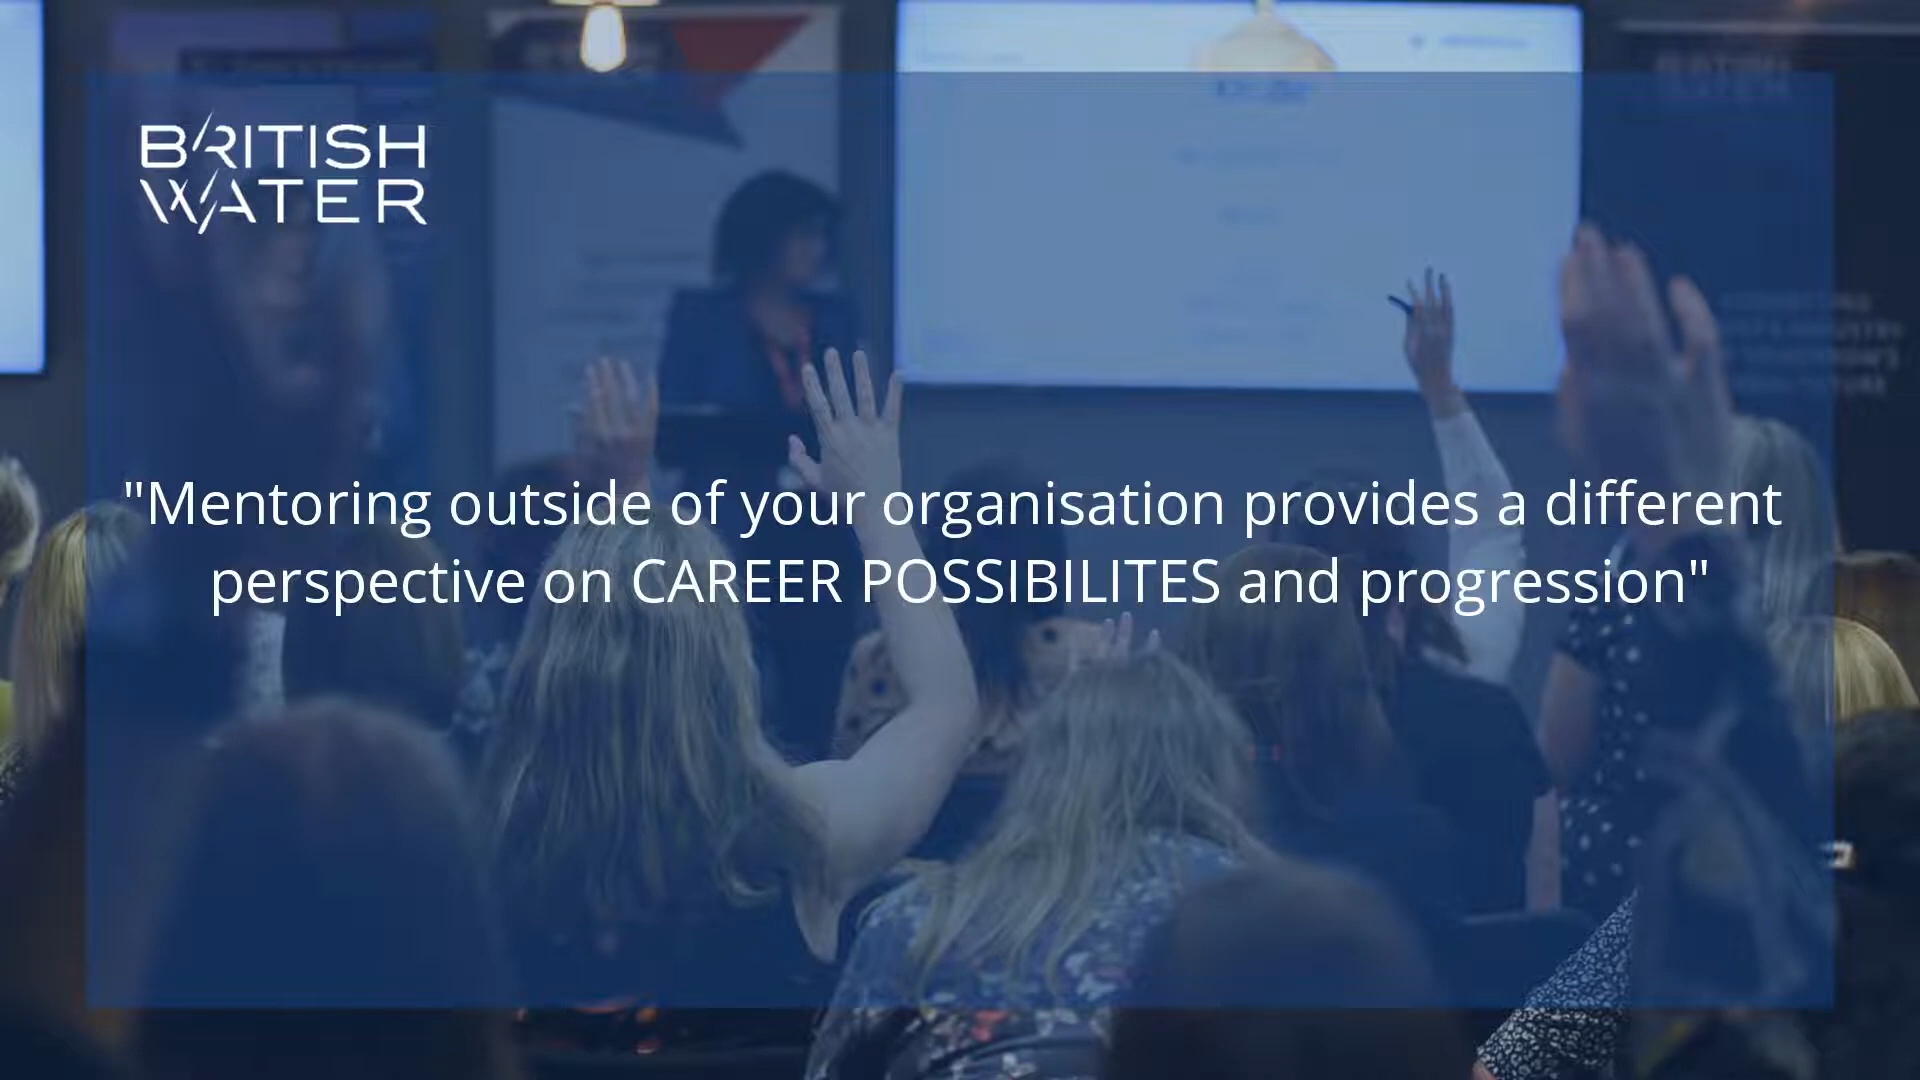 BRITISH
WATER
"Mentoring outside of your organisation provides a different
perspective on CAREER POSSIBILITES and progression"